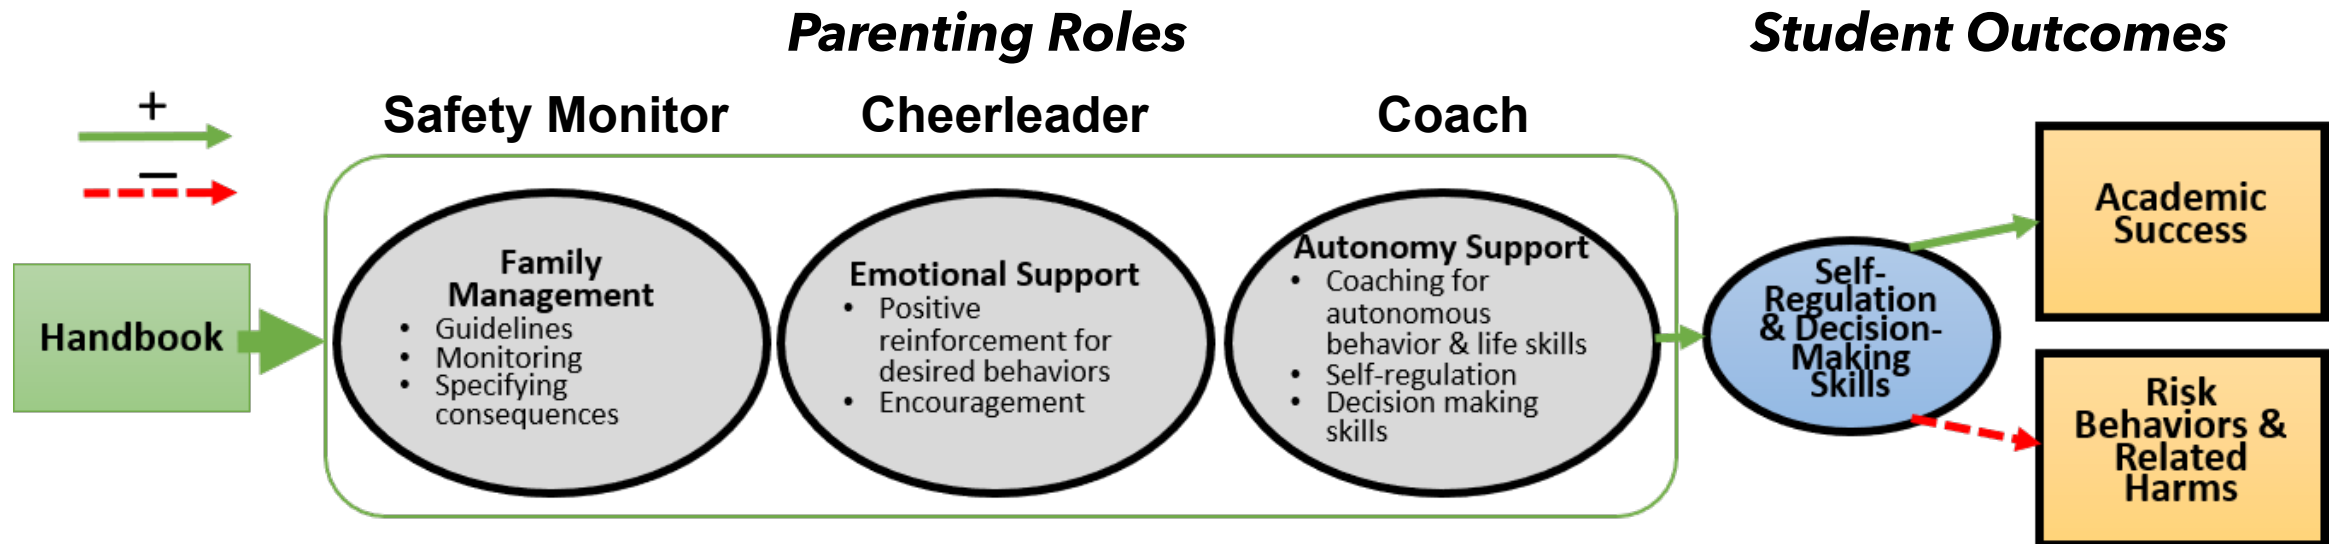 Parenting Roles
Student Outcomes
Safety Monitor
Cheerleader
Coach
+
−
Handbook
Family
Management
• Guidelines
• Monitoring
• Specifying
consequences
Emotional Support
• Positive
reinforcement for
desired behaviors
• Encouragement
Autonomy Support
• Coaching for
autonomous
behavior & life skills
• Self-regulation
• Decision making
skills
Self-
Regulation
& Decision-
Making
Skills
Academic
Success
Risk
Behaviors &
Related
Harms